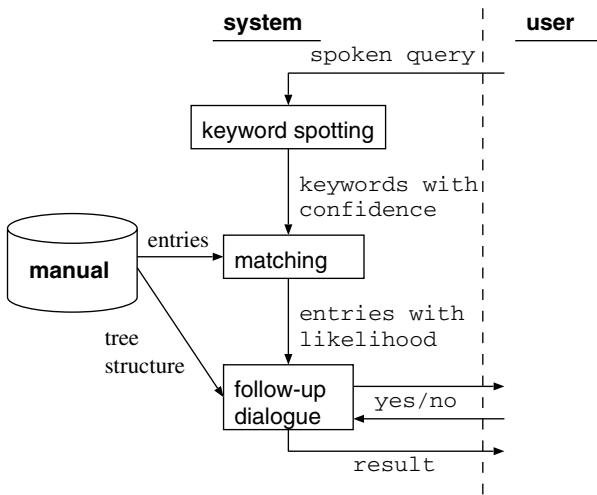 system
user
spoken query
keyword spotting
keywords with
confidence
entries
manual
matching
entries with
likelihood
tree
structure
follow-up
dialogue
yes/no
result